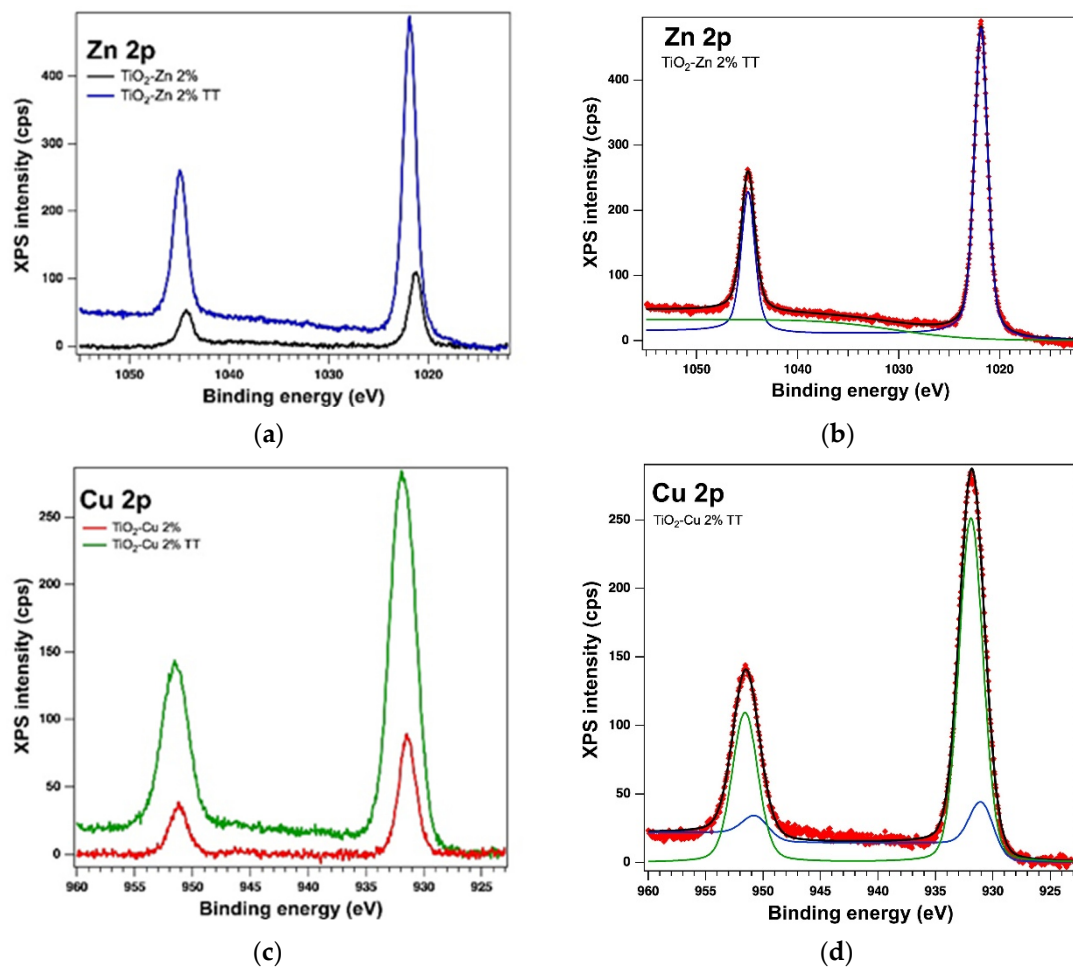 Zn 2p
TiO2-Zn 2%
TiO2-Zn 2% TT
XPS intensity (cps)
400
300
200
100
0
1050
1040
1030
1020
Binding energy (eV)
(a)
Zn 2p
TiO2-Zn 2% TT
XPS intensity (cps)
400
300
200
100
0
1050
1040
1030
1020
Binding energy (eV)
(b)
Cu 2p
TiO2-Cu 2%
TiO2-Cu 2% TT
XPS intensity (cps)
250
200
150
100
50
0
960
955
950
945
940
935
930
925
Binding energy (eV)
(c)
Cu 2p
TiO2-Cu 2% TT
XPS intensity (cps)
250
200
150
100
50
0
960
955
950
945
940
935
930
925
Binding energy (eV)
(d)